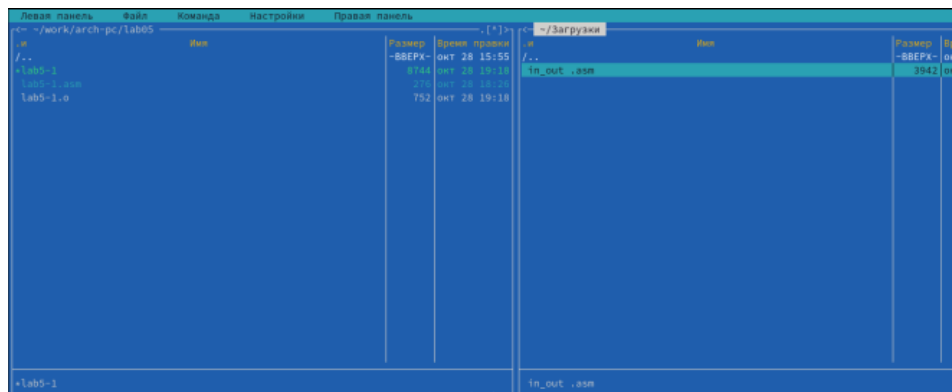 Левая панель Файл Команда Настройки Правая панель
<─ ~/work/arch-pc/lab05 .[^]>
.и Имя Размер Время правки
/.. -ВВЕРХ- окт 28 15:55
*lab5-1 8744 окт 28 19:18
lab5-1.asm 276 окт 28 18:26
lab5-1.o 752 окт 28 19:18
*lab5-1
<─ ~/Загрузки
.и Имя Размер
/.. -ВВЕРХ-
in_out .asm 3942
in_out .asm